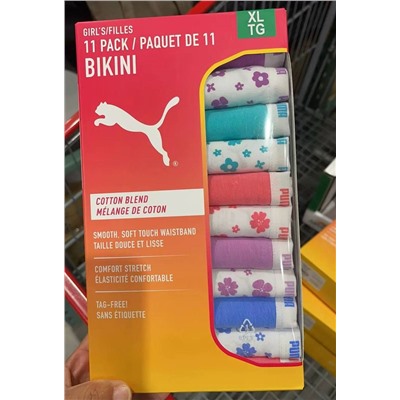 GIRL'S/FILLES
11 PACK / PAQUET DE 11
BIKINI
XL
TG
®
COTTON BLEND
MÉLANGE DE COTON
SMOOTH, SOFT TOUCH WAISTBAND
TAILLE DOUCE ET LISSE
COMFORT STRETCH
ÉLASTICITÉ CONFORTABLE
TAG-FREE!
SANS ÉTIQUETTE